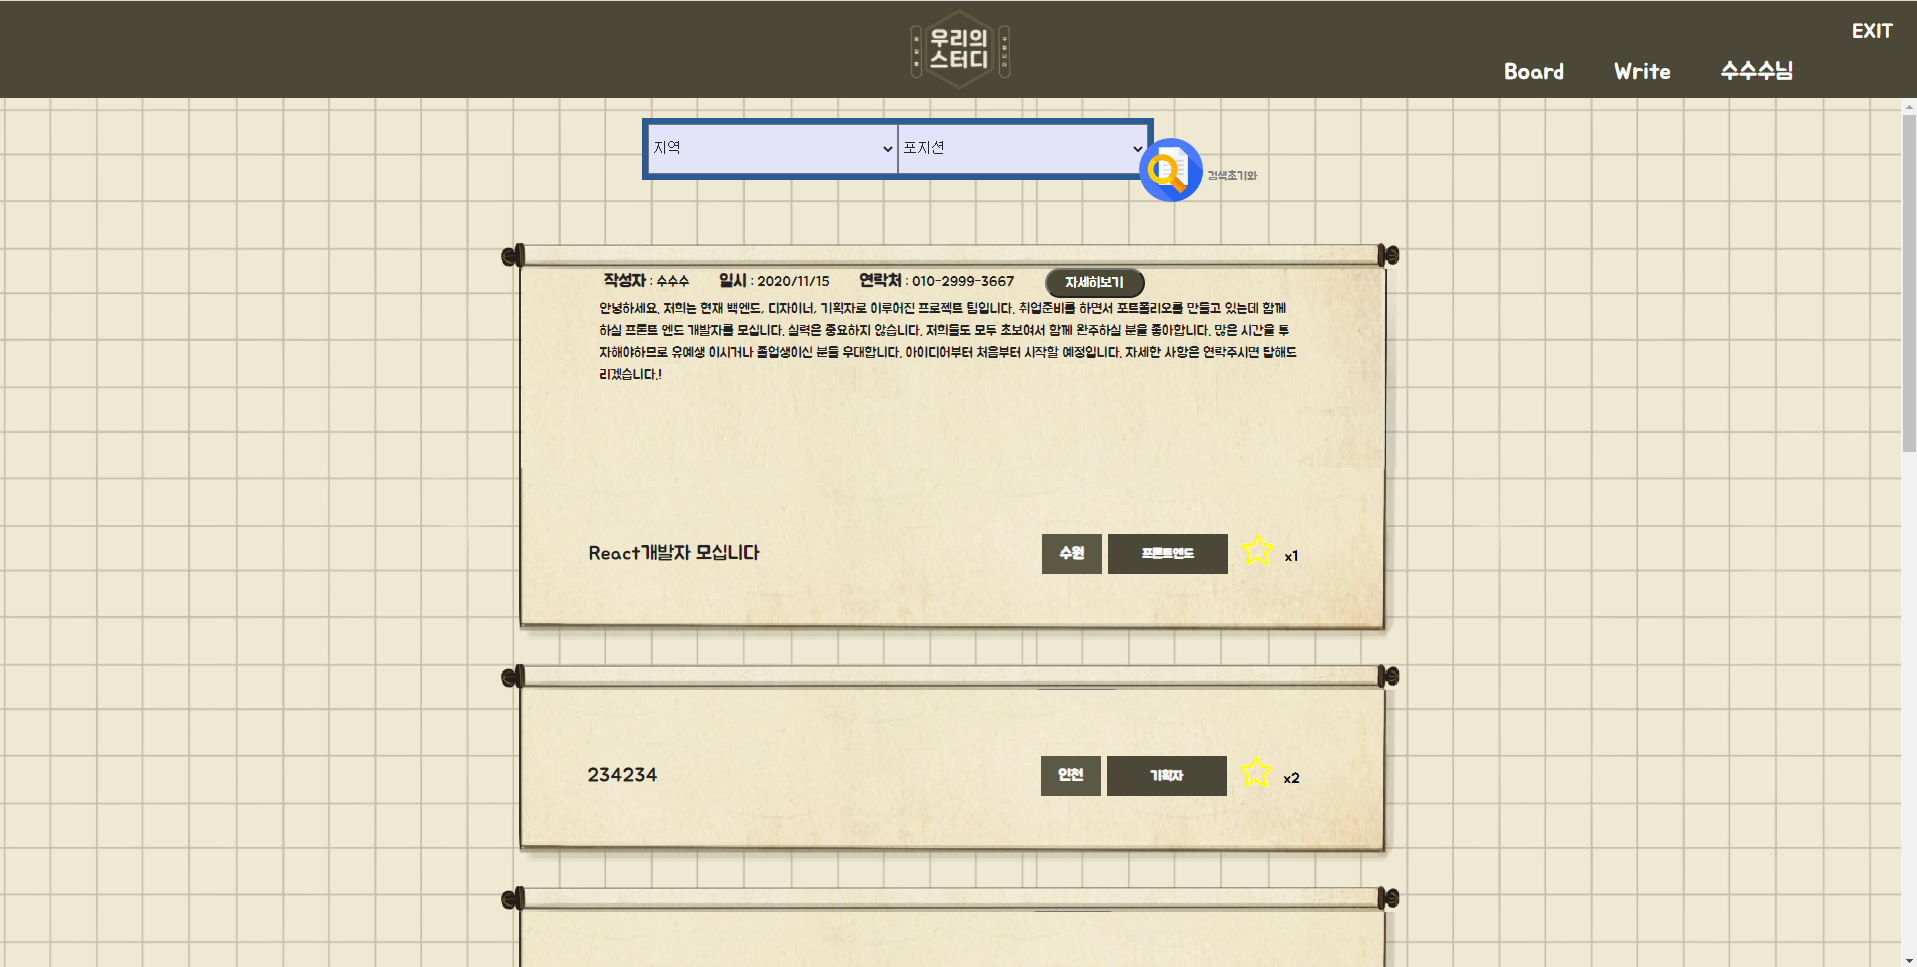 우리의
스터디
EXIT
Board Write 수수수님
지역 포지션
검색초기화
작성자 : 수수수 일시 : 2020/11/15 연락처 : 010-2999-3667 자세히보기
안녕하세요. 저희는 현재 백엔드, 디자이너, 기획자로 이루어진 프로젝트 팀입니다. 취업준비를 하면서 포트폴리오를 만들고 있는데 함께
하실 프론트 엔드 개발자를 모십니다. 실력은 중요하지 않습니다. 저희들도 모두 초보여서 함께 완주하실 분을 좋아합니다. 많은 시간을 투
자해야하므로 유예생 이시거나 졸업생이신 분들 우대합니다. 아이디어부터 처음부터 시작할 예정입니다. 자세한 사항은 연락주시면 답해드
리겠습니다.!
React개발자 모십니다 수원 프론트엔드 x1
234234 인천 기획자 x2